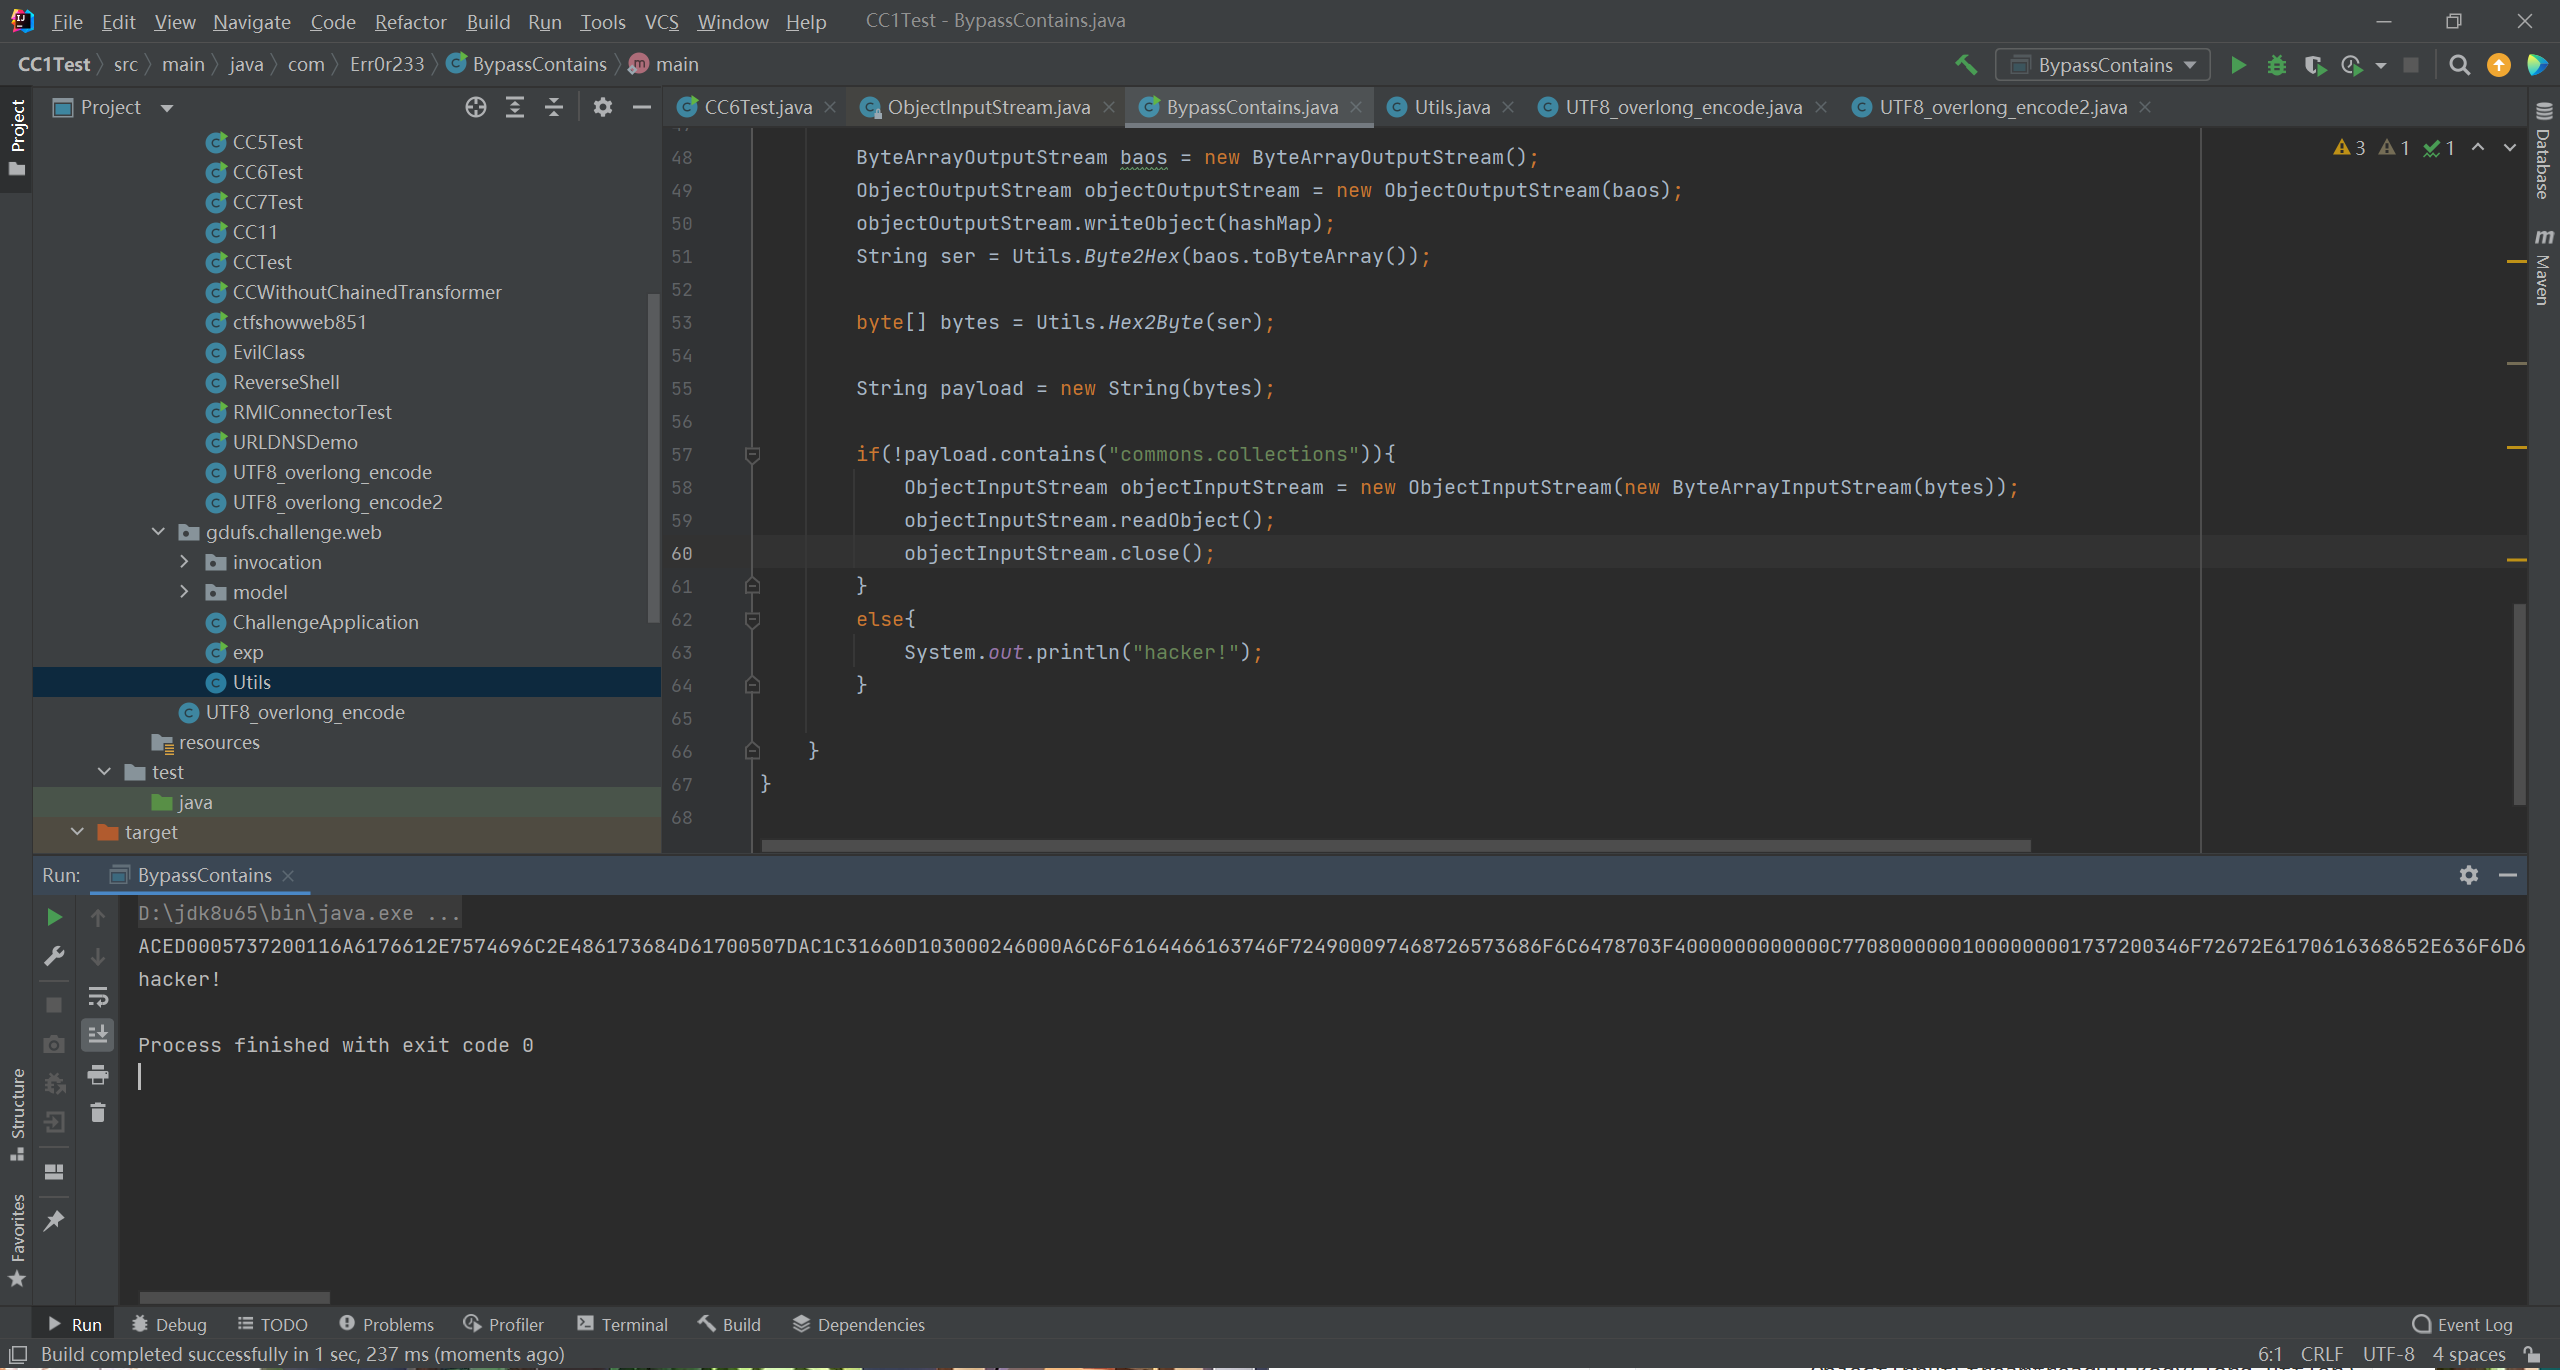 File Edit View Navigate Code Refactor Build Run Tools VCS Window Help CC1Test - BypassContains.java
CC1Test src main java com Err0r233 BypassContains main
BypassContains
Project
Project
CC6Test.java ObjectInputStream.java BypassContains.java Utils.java UTF8_overlong_encode.java UTF8_overlong_encode2.java
CC5Test
CC6Test
CC7Test
CC11
CCTest
CCWithoutChainedTransformer
ctfshowweb851
EvilClass
ReverseShell
RMIConnectorTest
URLDNSDemo
UTF8_overlong_encode
UTF8_overlong_encode2
gdufs.challenge.web
invocation
model
ChallengeApplication
exp
Utils
UTF8_overlong_encode
resources
test
java
target
3 1 1
48 ByteArrayOutputStream baos = new ByteArrayOutputStream();
49 ObjectOutputStream objectOutputStream = new ObjectOutputStream(baos);
50 objectOutputStream.writeObject(hashMap);
51 String ser = Utils.Byte2Hex(baos.toByteArray());
52
53 byte[] bytes = Utils.Hex2Byte(ser);
54
55 String payload = new String(bytes);
56
57 if(!payload.contains("commons.collections")){
58 ObjectInputStream objectInputStream = new ObjectInputStream(new ByteArrayInputStream(bytes));
59 objectInputStream.readObject();
60 objectInputStream.close();
61 }
62 else{
63 System.out.println("hacker!");
64 }
65
66 }
67 }
68
Database
Maven
Run: BypassContains
D:\jdk8u65\bin\java.exe ...
ACED0005737200116A6176612E7574696C2E486173684D61700507DAC1C31660D103000246000A6C6F6164466163746F724900097468726573686F6C6478703F4000000000000C77080000001000000001737200346F72672E6170616368652E636F6D6
hacker!
Process finished with exit code 0
Structure
Favorites
Run Debug TODO Problems Profiler Terminal Build Dependencies Event Log
Build completed successfully in 1 sec, 237 ms (moments ago) 6:1 CRLF UTF-8 4 spaces